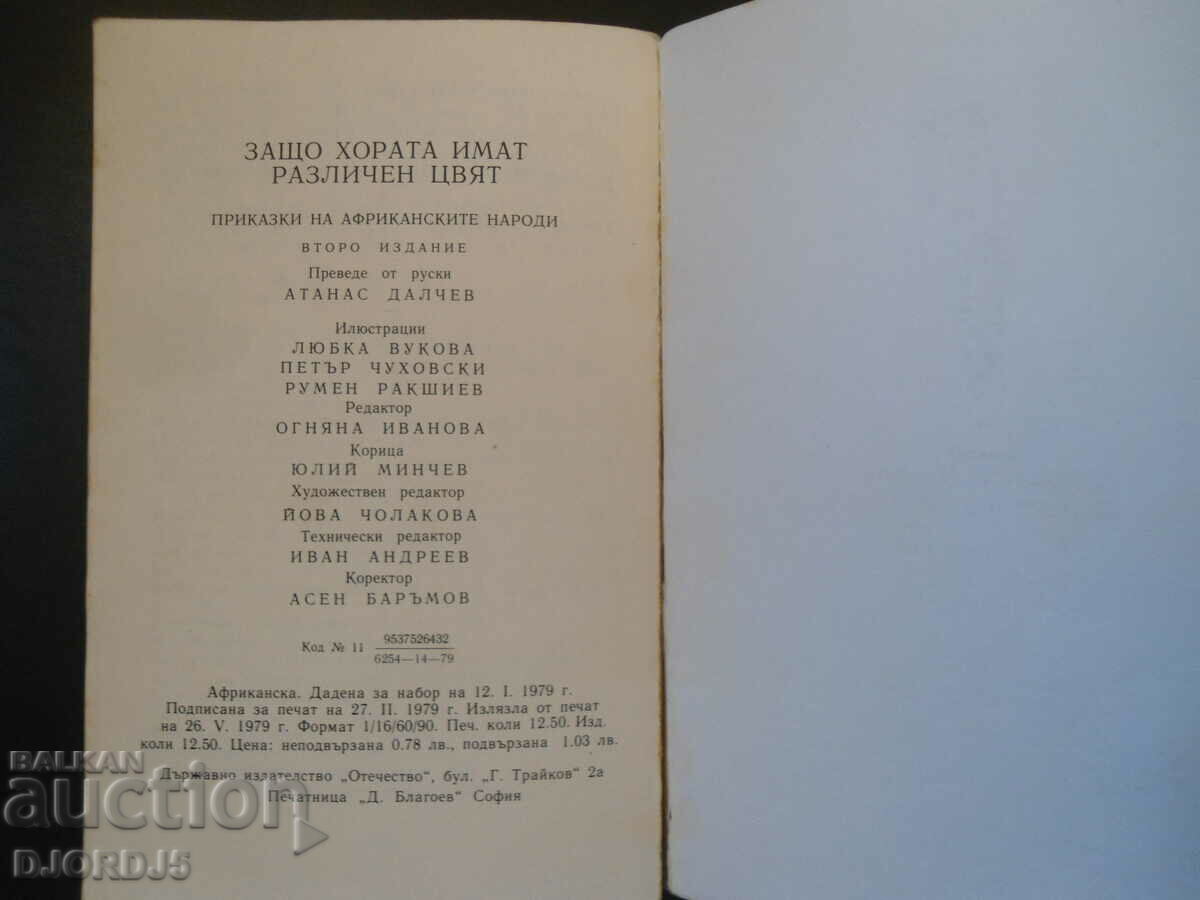 ЗАЩО ХОРАТА ИМАТ
РАЗЛИЧЕН ЦВЯТ
ПРИКАЗКИ НА АФРИКАНСКИТЕ НАРОДИ
ВТОРО ИЗДАНИЕ
Преведе от руски
АТАНАС ДАЛЧЕВ
Илюстрации
ЛЮБКА ВУКОВА
ПЕТЪР ЧУХОВСКИ
РУМЕН РАКШИЕВ
Редактор
ОГНЯНА ИВАНОВА
Корица
ЮЛИЙ МИНЧЕВ
Художествен редактор
ЙОВА ЧОЛАКОВА
Технически редактор
ИВАН АНДРЕЕВ
Коректор
АСЕН БАРЪМОВ
Код № 11 9537526432
6254—14—79
Африканска. Дадена за набор на 12. I. 1979 г.
Подписана за печат на 27. II. 1979 г. Излязла от печат
на 26. V. 1979 г. Формат 1/16/60/90. Печ. коли 12.50. Изд.
коли 12.50. Цена: неподвързана 0.78 лв., подвързана 1.03 лв.
Държавно издателство „Отечество“, бул. „Г. Трайков“ 2а
Печатница „Д. Благоев“ София
BALKAN
auction
DJORDJ5